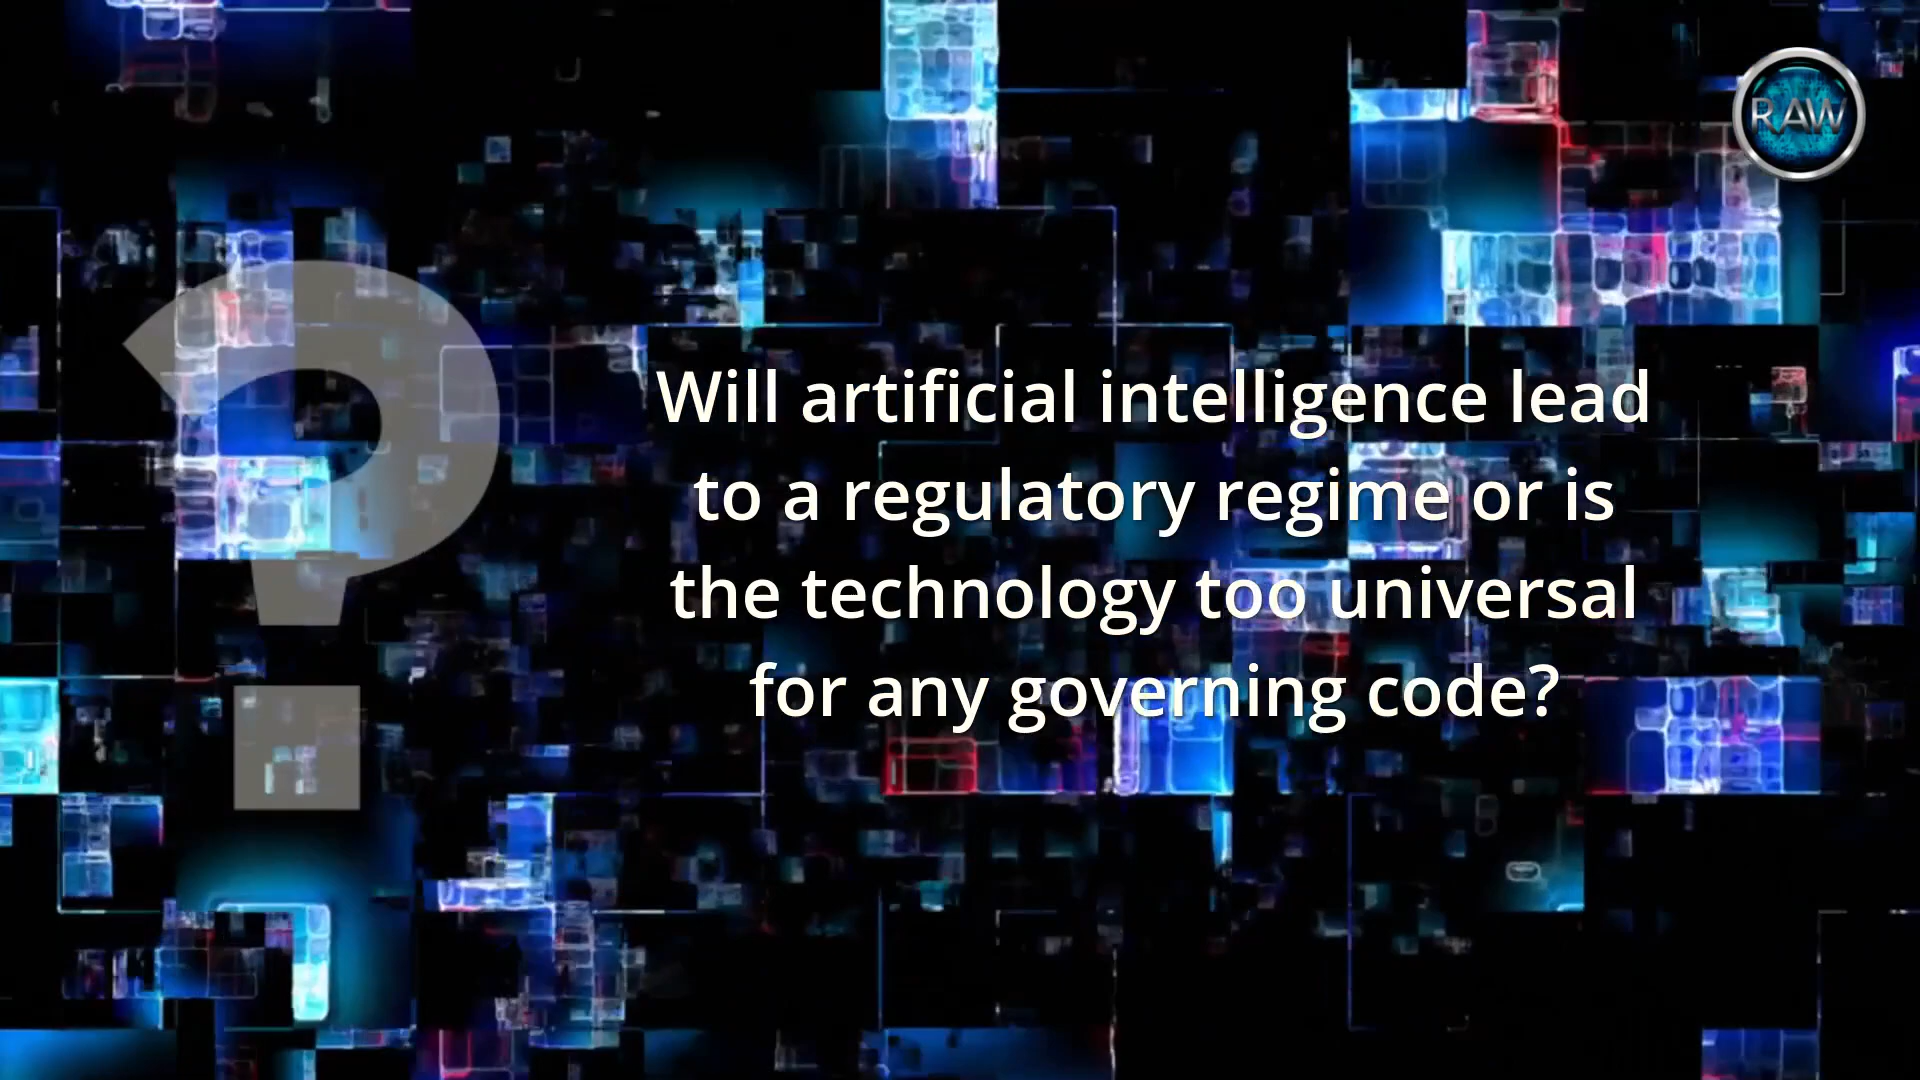 RAW
Will artificial intelligence lead
to a regulatory regime or is
the technology too universal
for any governing code?